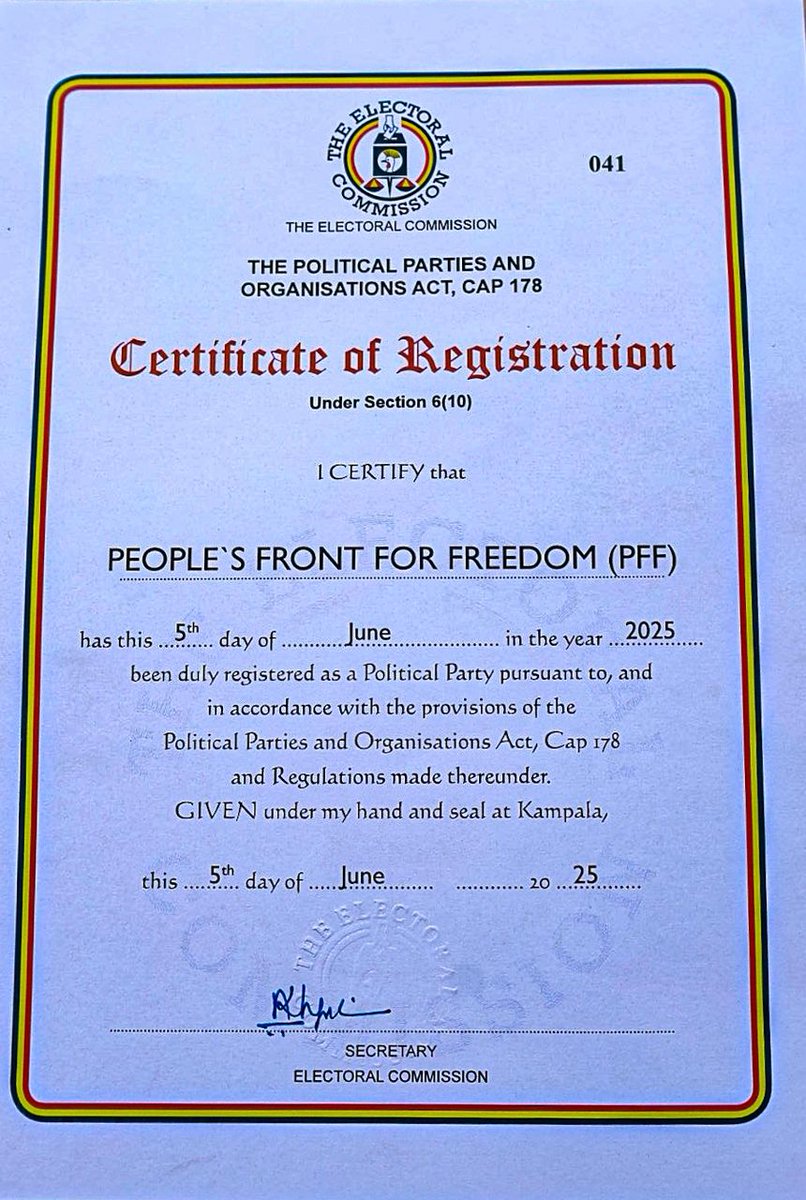 THE ELECTORAL COMMISSION
041
THE ELECTORAL COMMISSION
THE POLITICAL PARTIES AND
ORGANISATIONS ACT, CAP 178
Certificate of Registration
Under Section 6(10)
I CERTIFY that
PEOPLE`S FRONT FOR FREEDOM (PFF)
has this 5th day of June in the year 2025
been duly registered as a Political Party pursuant to, and
in accordance with the provisions of the
Political Parties and Organisations Act, Cap 178
and Regulations made thereunder.
GIVEN under my hand and seal at Kampala,
this 5th day of June 20 25
THE ELECTORAL
SECRETARY
ELECTORAL COMMISSION